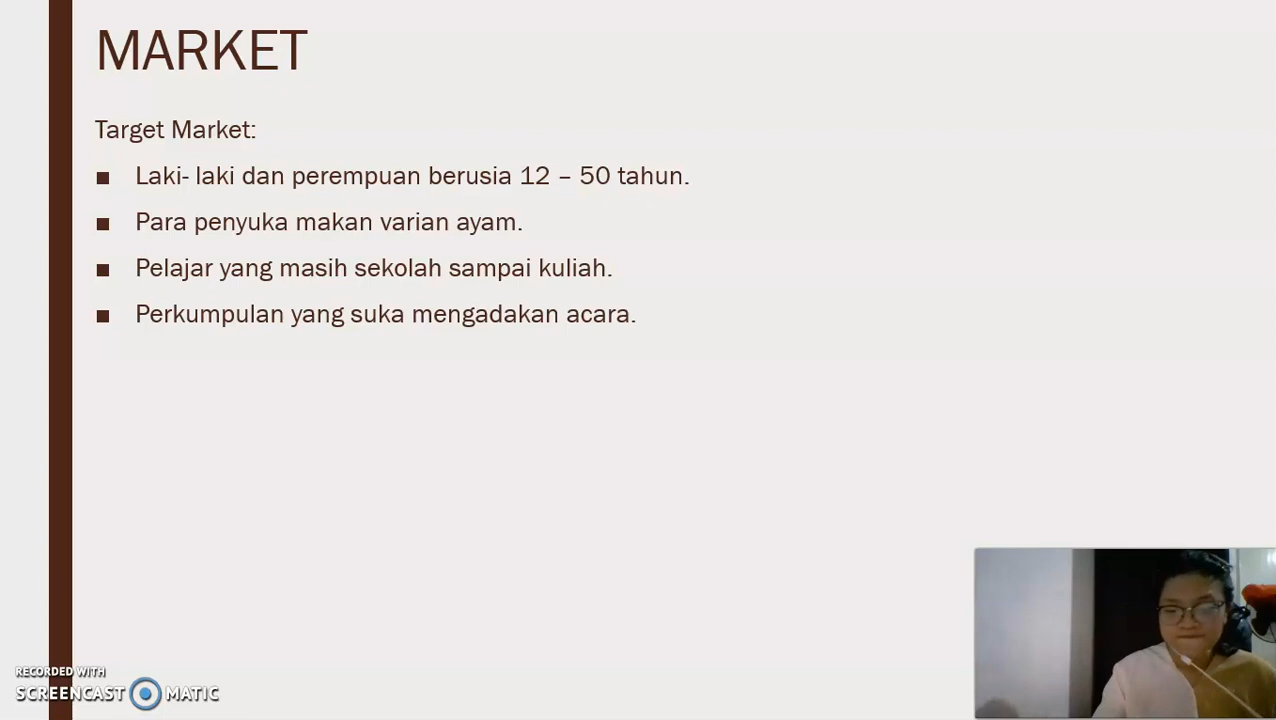 MARKET
Target Market:
Laki- laki dan perempuan berusia 12 – 50 tahun.
Para penyuka makan varian ayam.
Pelajar yang masih sekolah sampai kuliah.
Perkumpulan yang suka mengadakan acara.
RECORDED WITH
SCREENCAST MATIC